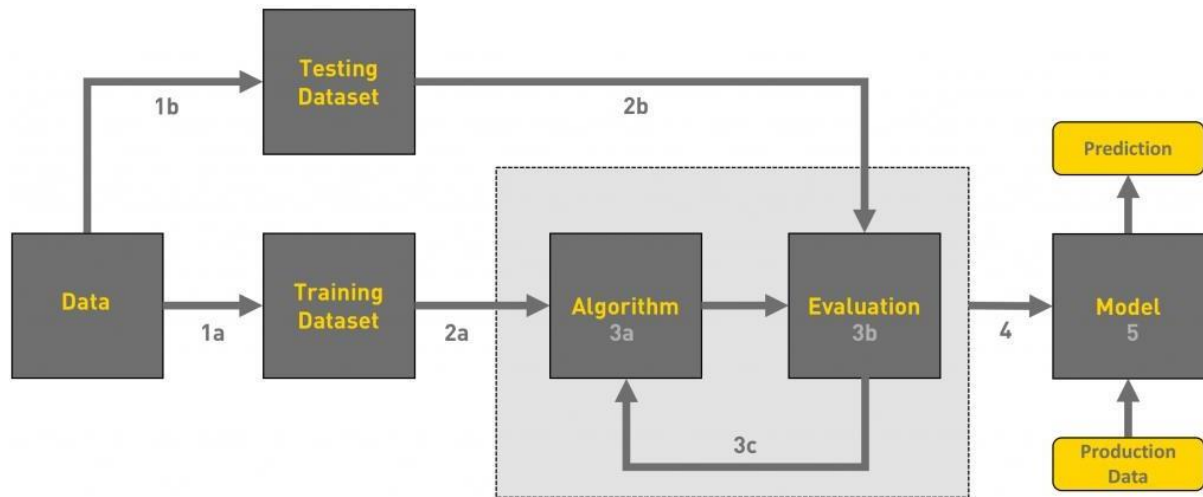 Testing
Dataset
1b
2b
Prediction
Data
1a
Training
Dataset
2a
Algorithm
3a
Evaluation
3b
4
Model
5
3c
Production
Data